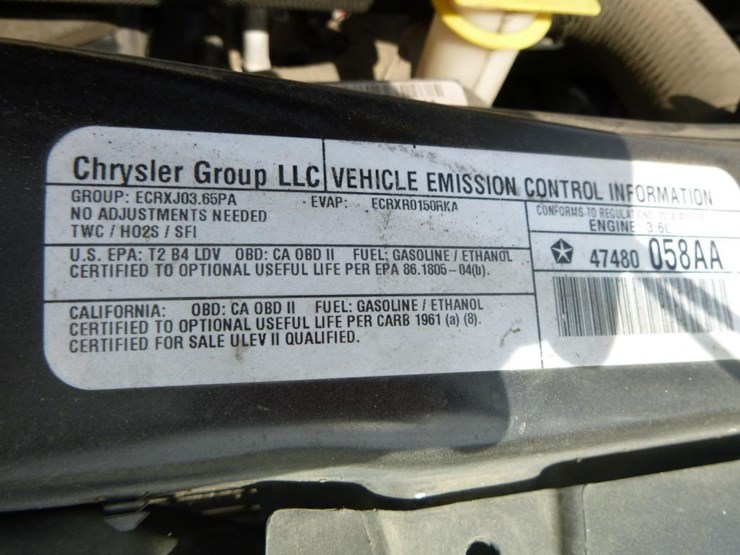 Chrysler Group LLC VEHICLE EMISSION CONTROL INFORMATION
GROUP: ECRXJ03.65PA EVAP: ECRXR0150RKA
NO ADJUSTMENTS NEEDED
TWC / HO2S / SFI
CONFORMS TO
ENGINE 3.6L
U.S. EPA: T2 B4 LDV OBD: CA OBD II FUEL: GASOLINE / ETHANOL
CERTIFIED TO OPTIONAL USEFUL LIFE PER EPA 86.1805-04(b).
47480 058AA
CALIFORNIA: OBD: CA OBD II FUEL: GASOLINE / ETHANOL
CERTIFIED TO OPTIONAL USEFUL LIFE PER CARB 1961 (a) (8).
CERTIFIED FOR SALE ULEV II QUALIFIED.